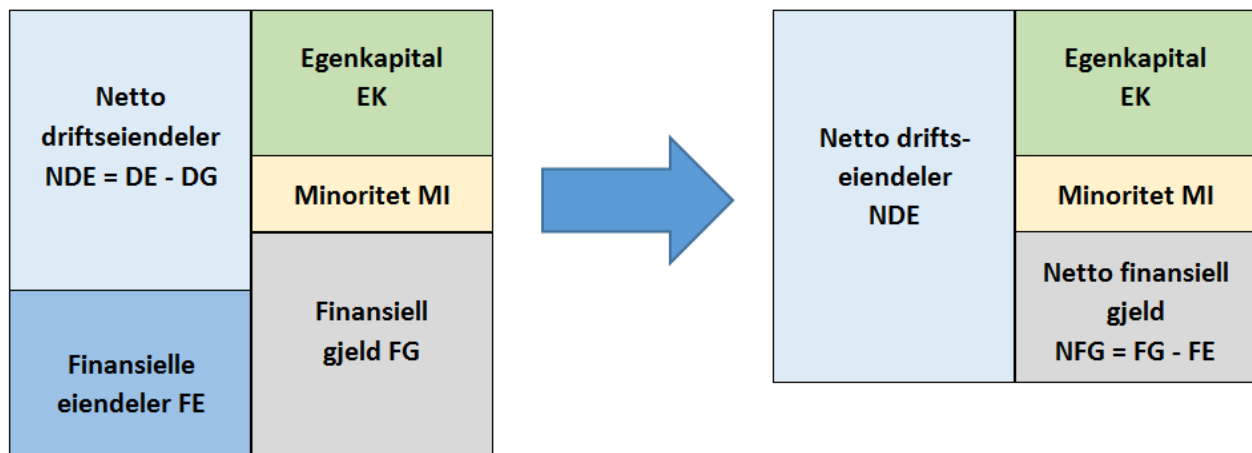 Netto
driftseiendeler
NDE = DE - DG
Finansielle
eiendeler FE
Egenkapital
EK
Minoritet MI
Finansiell
gjeld FG
Netto drifts-
eiendeler
NDE
Egenkapital
EK
Minoritet MI
Netto finansiell
gjeld
NFG = FG - FE